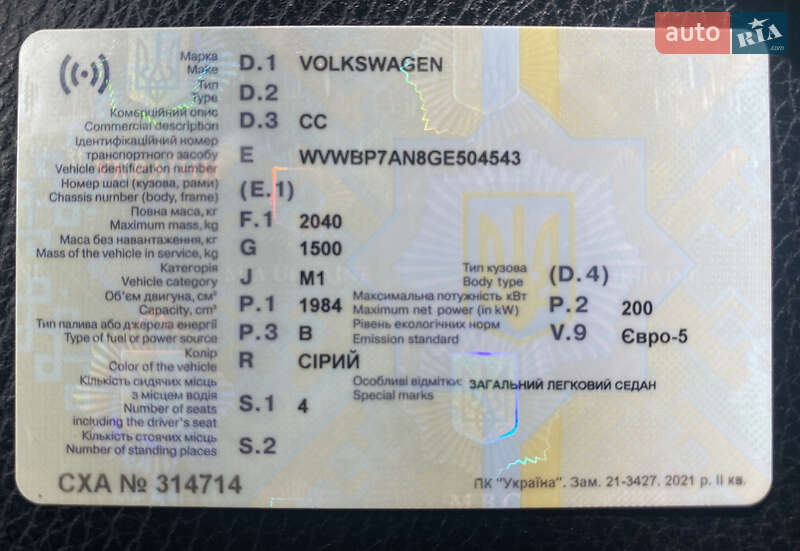 auto RIA.com
Марка D.1 VOLKSWAGEN
Make
Тип D.2
Type
Комерційний опис D.3 CC
Commercial description
Ідентифікаційний номер
транспортного засобу E WVWBP7AN8GE504543
Vehicle identification number
Номер шасі (кузова, рами) (E.1)
Chassis number (body, frame)
Повна маса, кг F.1 2040
Maximum mass, kg
Маса без навантаження, кг G 1500
Mass of the vehicle in service, kg
Категорія J M1 Тип кузова (D.4)
Vehicle category Body type
Об'єм двигуна, см³ P.1 1984 Максимальна потужність кВт P.2 200
Capacity, cm³ Maximum net power (in kW)
Тип палива або джерела енергії P.3 B Рівень екологічних норм V.9 Євро-5
Type of fuel or power source Emission standard
Колір R СІРИЙ
Color of the vehicle
Кількість сидячих місць Особливі відмітки: ЗАГАЛЬНИЙ ЛЕГКОВИЙ СЕДАН
з місцем водія S.1 4 Special marks
Number of seats
including the driver's seat
Кількість стоячих місць S.2
Number of standing places
СХА № 314714
ПК "Україна". Зам. 21-3427. 2021 р. II кв.